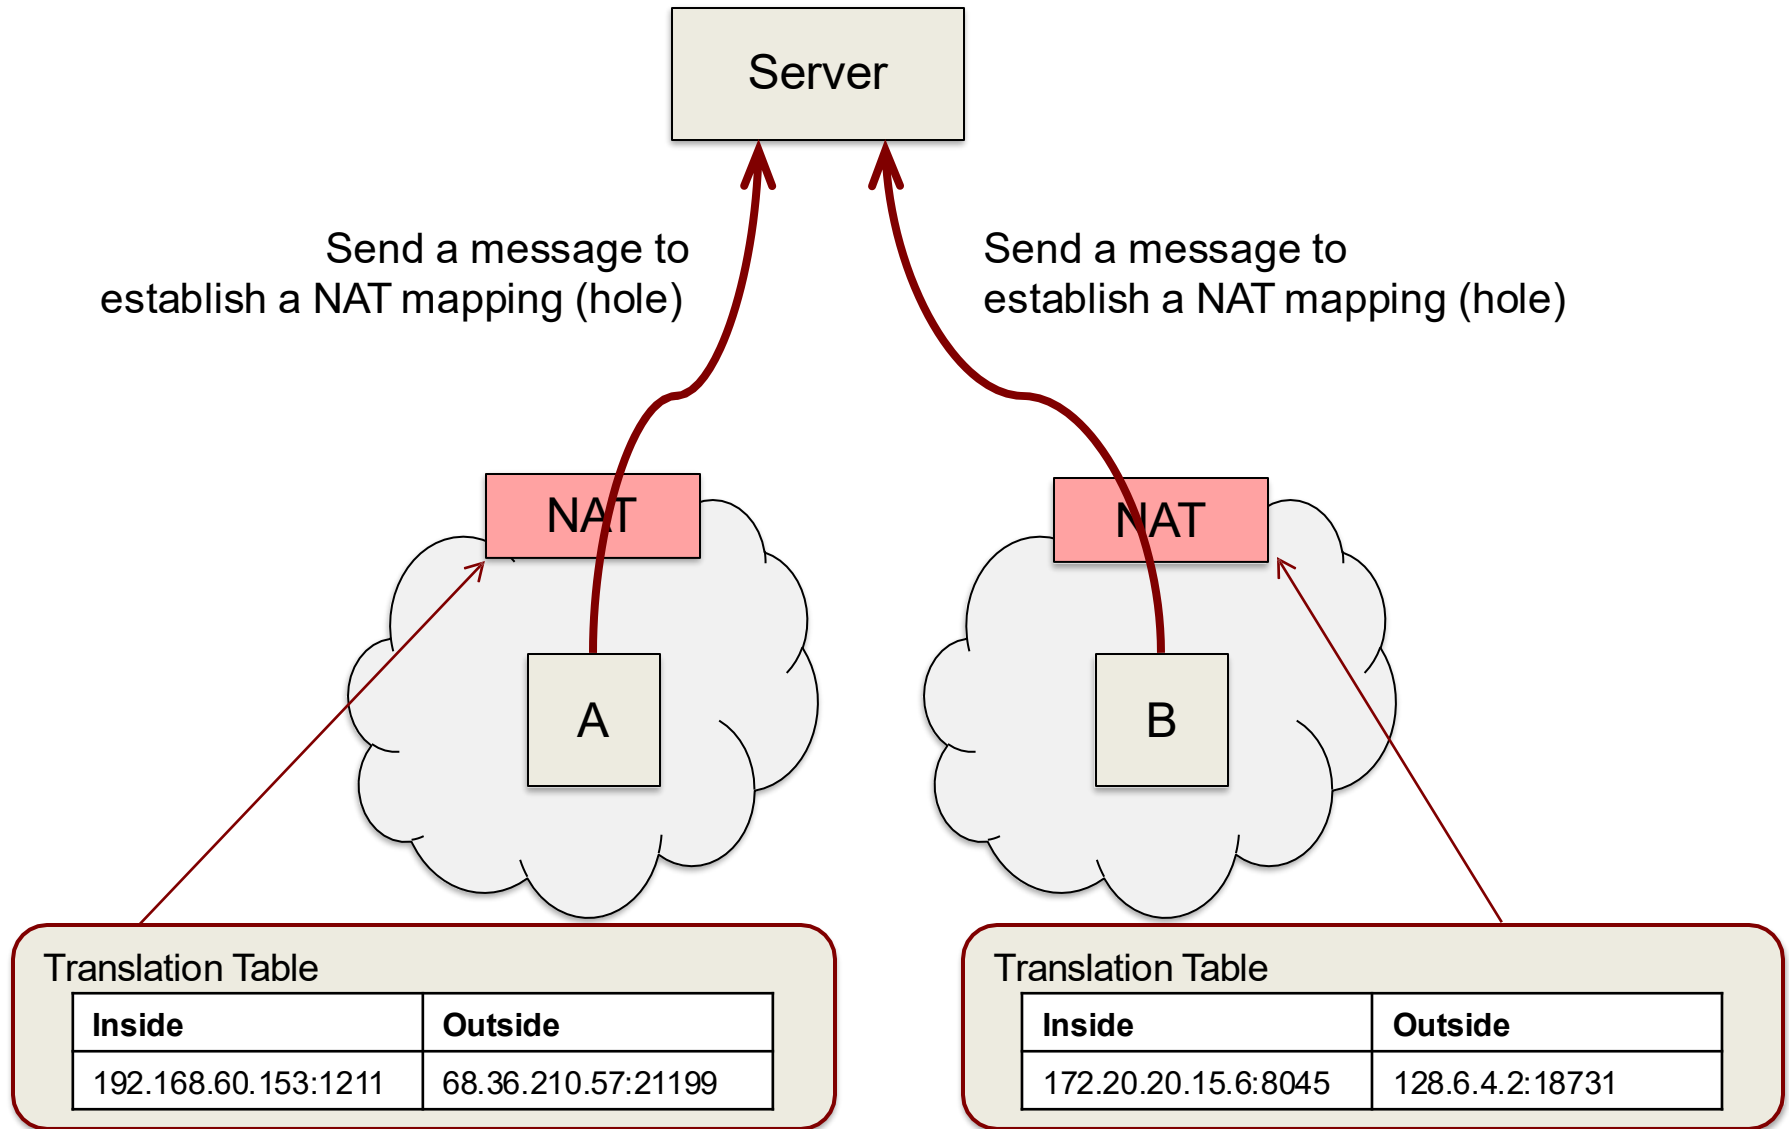 Server
Send a message to
establish a NAT mapping (hole)
Send a message to
establish a NAT mapping (hole)
NAT
NAT
A
B
Translation Table
Inside Outside
192.168.60.153:1211 68.36.210.57:21199
Translation Table
Inside Outside
172.20.20.15.6:8045 128.6.4.2:18731